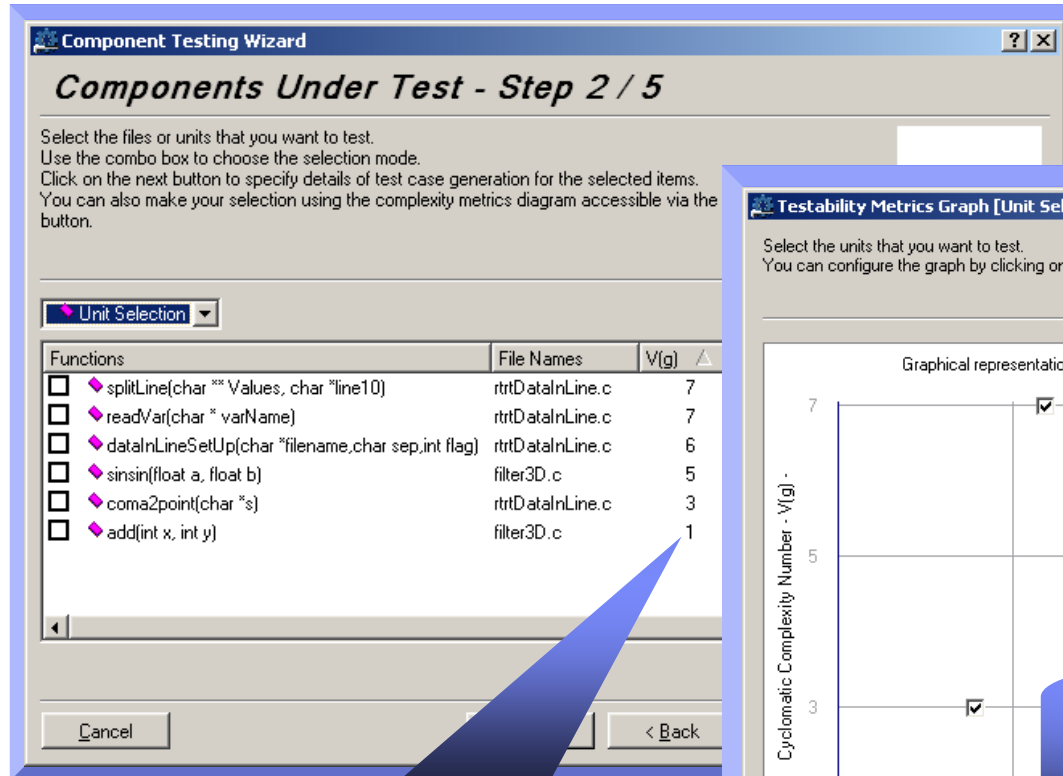 Component Testing Wizard
Components Under Test - Step 2 / 5
Select the files or units that you want to test.
Use the combo box to choose the selection mode.
Click on the next button to specify details of test case generation for the selected items.
You can also make your selection using the complexity metrics diagram accessible via the
button.
Unit Selection
Functions File Names V(g)
splitLine(char ** Values, char *line10) rtrtDataInLine.c 7
readVar(char * varName) rtrtDataInLine.c 7
dataInLineSetUp(char *filename,char sep,int flag) rtrtDataInLine.c 6
sinsin(float a, float b) filter3D.c 5
coma2point(char *s) rtrtDataInLine.c 3
add(int x, int y) filter3D.c 1
Cancel
< Back
Testability Metrics Graph [Unit Sel
Select the units that you want to test.
You can configure the graph by clicking or
Graphical representatio
Cyclomatic Complexity Number - V(g) -
7
5
3